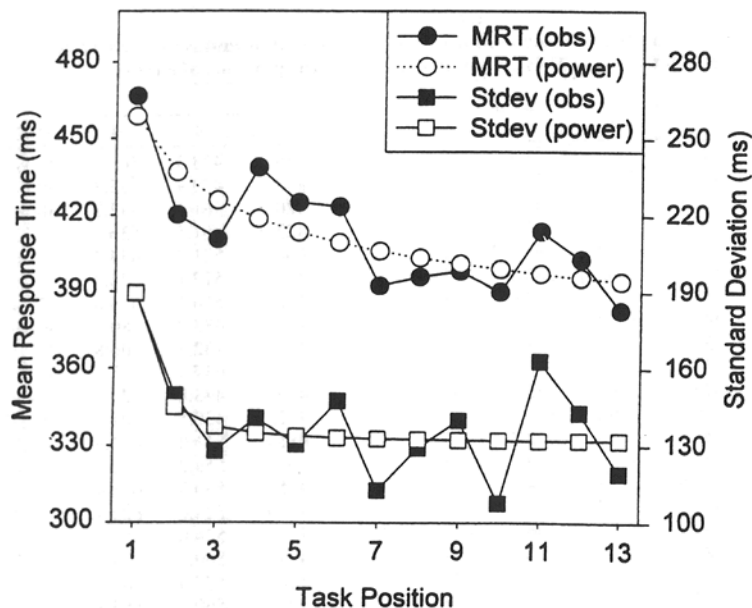 MRT (obs)
MRT (power)
Stdev (obs)
Stdev (power)
Mean Response Time (ms)
480
450
420
390
360
330
300
Standard Deviation (ms)
280
250
220
190
160
130
100
1 3 5 7 9 11 13
Task Position